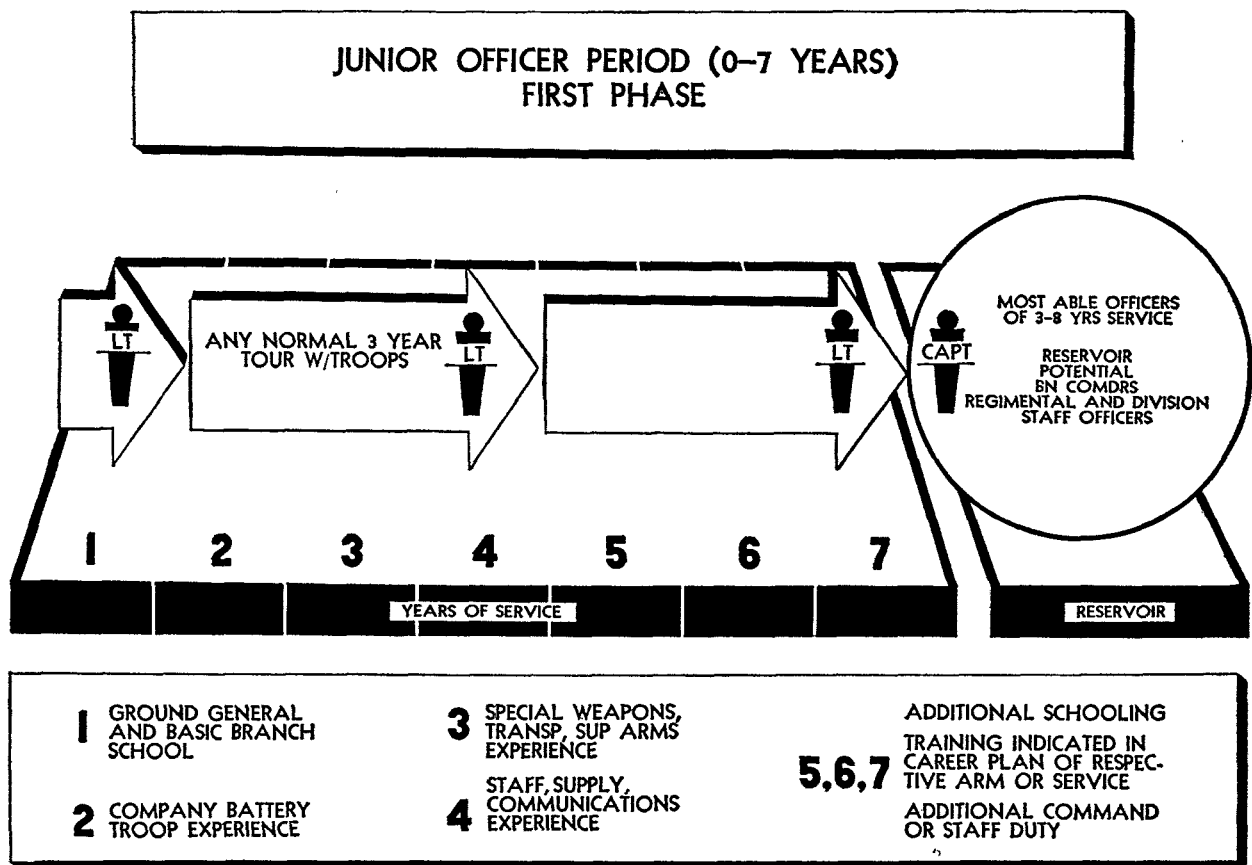 JUNIOR OFFICER PERIOD (0–7 YEARS)
FIRST PHASE
LT
ANY NORMAL 3 YEAR
TOUR W/TROOPS
LT
LT
CAPT
MOST ABLE OFFICERS
OF 3-8 YRS SERVICE
RESERVOIR
POTENTIAL
BN COMDRS
REGIMENTAL AND DIVISION
STAFF OFFICERS
1 2 3 4 5 6 7
YEARS OF SERVICE
RESERVOIR
1 GROUND GENERAL
AND BASIC BRANCH
SCHOOL
2 COMPANY BATTERY
TROOP EXPERIENCE
3 SPECIAL WEAPONS,
TRANSP, SUP ARMS
EXPERIENCE
4 STAFF, SUPPLY,
COMMUNICATIONS
EXPERIENCE
5,6,7
ADDITIONAL SCHOOLING
TRAINING INDICATED IN
CAREER PLAN OF RESPEC-
TIVE ARM OR SERVICE
ADDITIONAL COMMAND
OR STAFF DUTY